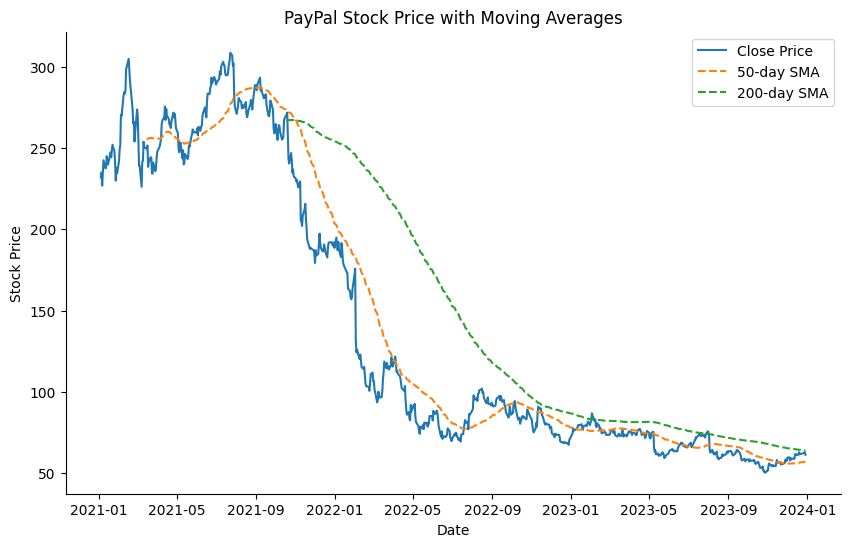 PayPal Stock Price with Moving Averages
Close Price
50-day SMA
200-day SMA
Stock Price
300
250
200
150
100
50
2021-01 2021-05 2021-09 2022-01 2022-05 2022-09 2023-01 2023-05 2023-09 2024-01
Date